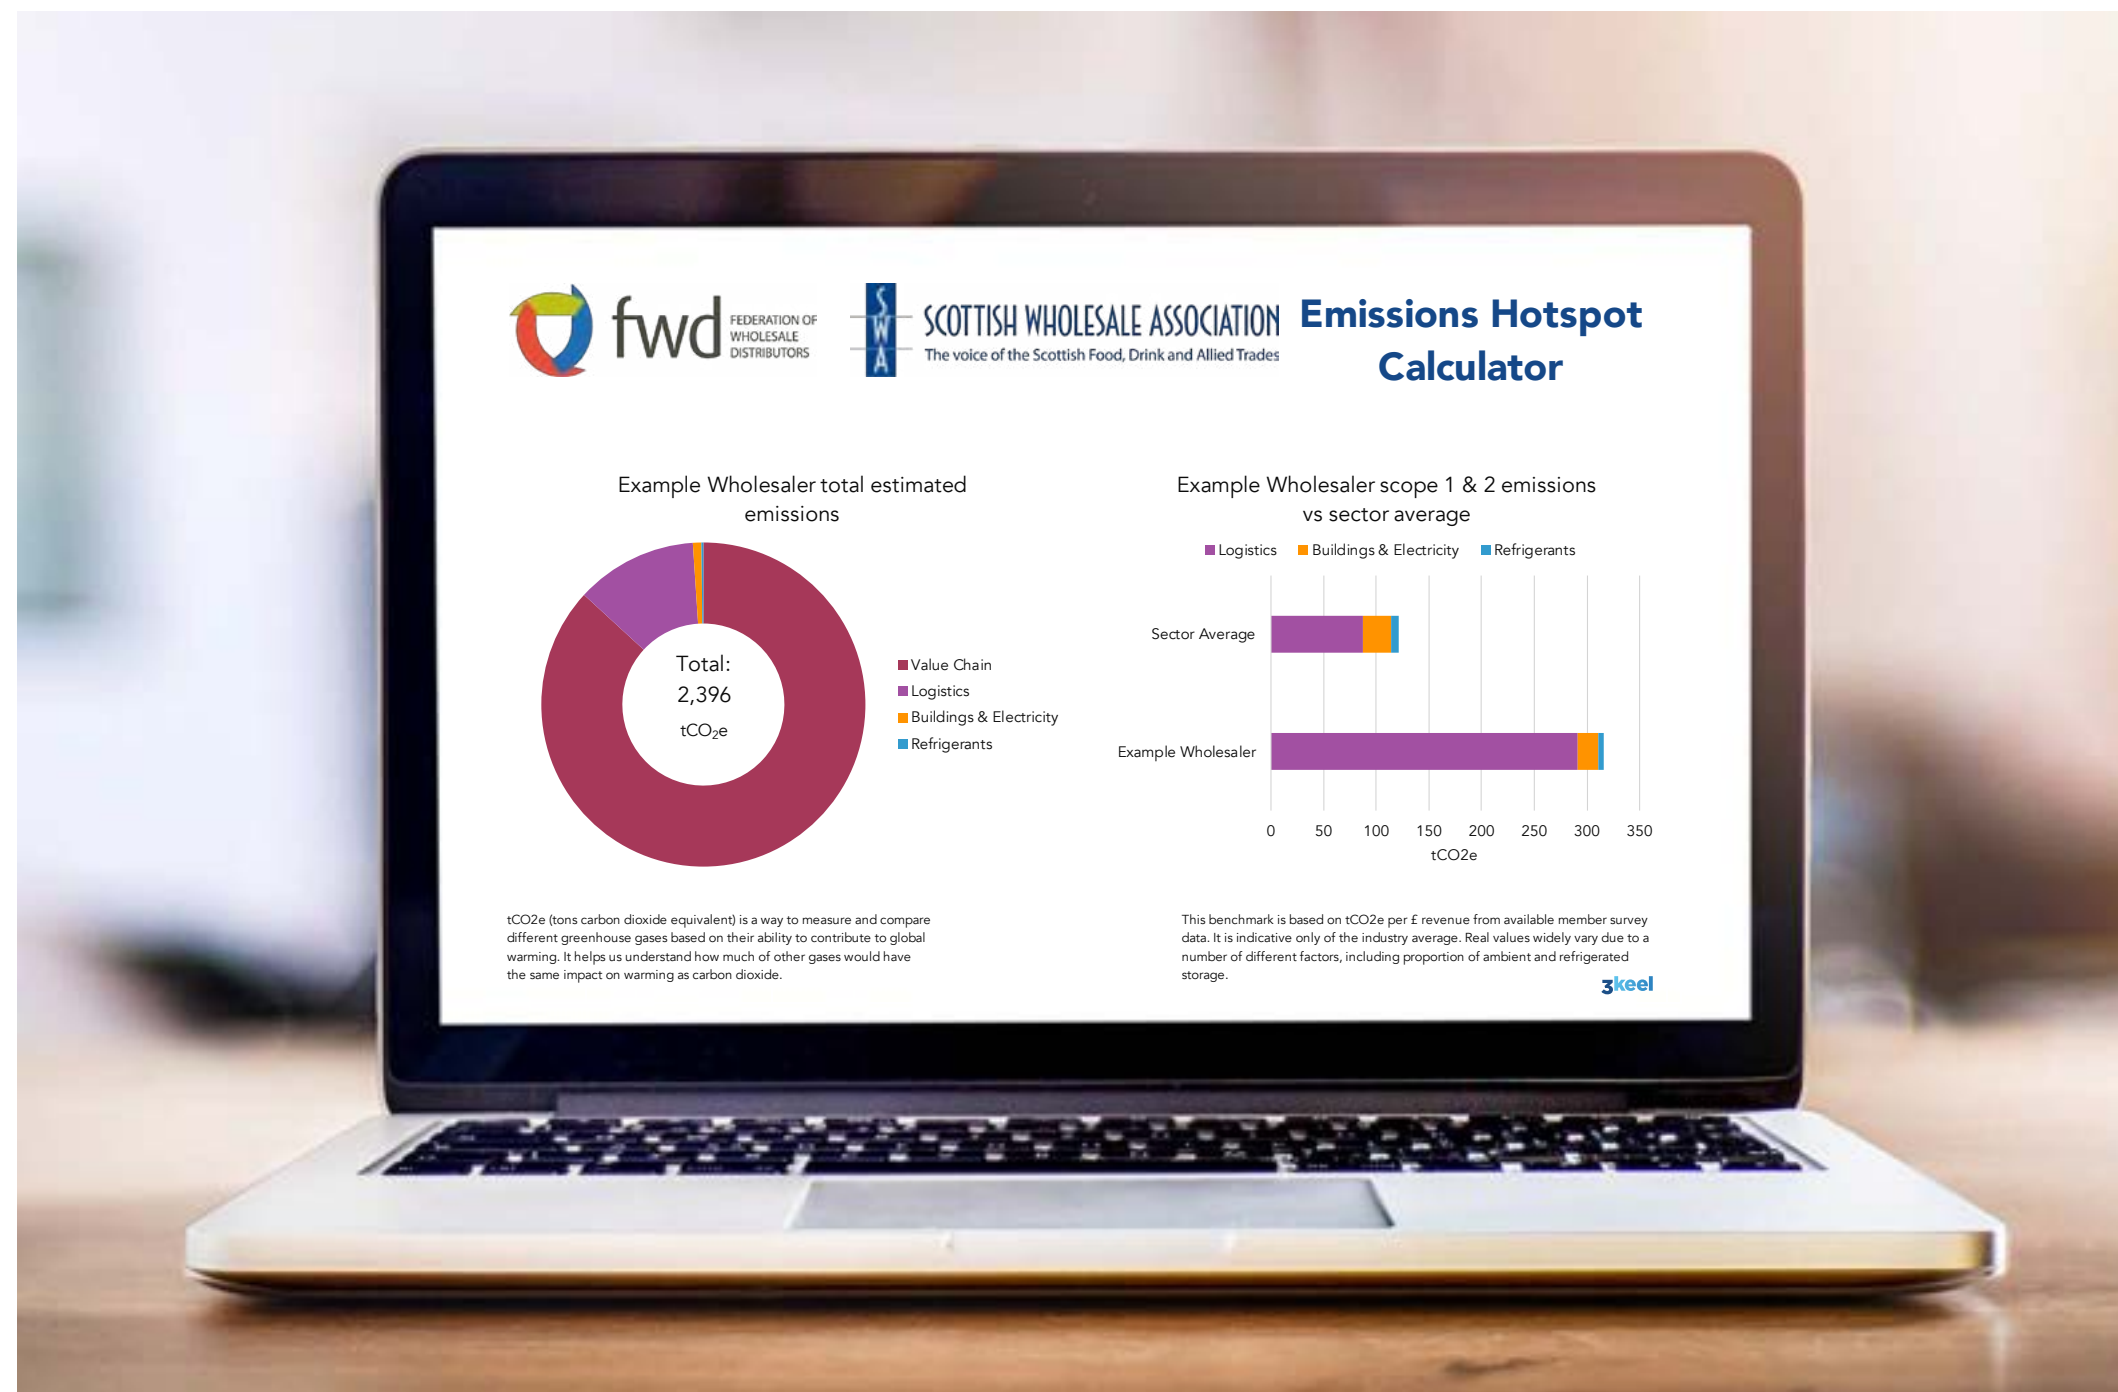 fwd
FEDERATION OF
WHOLESALE
DISTRIBUTORS
SWA
SCOTTISH WHOLESALE ASSOCIATION
The voice of the Scottish Food, Drink and Allied Trades
Emissions Hotspot
Calculator
Example Wholesaler total estimated
emissions
Total:
2,396
tCO₂e
Value Chain
Logistics
Buildings & Electricity
Refrigerants
tCO2e (tons carbon dioxide equivalent) is a way to measure and compare
different greenhouse gases based on their ability to contribute to global
warming. It helps us understand how much of other gases would have
the same impact on warming as carbon dioxide.
Example Wholesaler scope 1 & 2 emissions
vs sector average
Logistics Buildings & Electricity Refrigerants
Sector Average
Example Wholesaler
0 50 100 150 200 250 300 350
tCO2e
This benchmark is based on tCO2e per £ revenue from available member survey
data. It is indicative only of the industry average. Real values widely vary due to a
number of different factors, including proportion of ambient and refrigerated
storage.
3keel